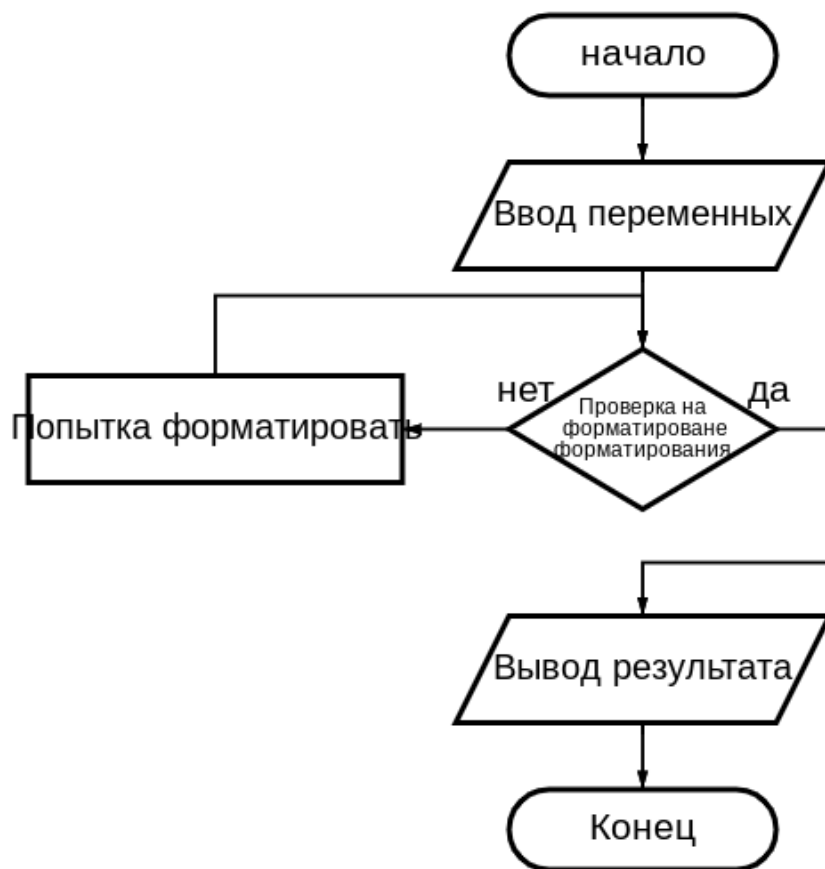 начало
Ввод переменных
нет
да
Проверка на
форматироване
форматирования
Попытка форматировать
Вывод результата
Конец